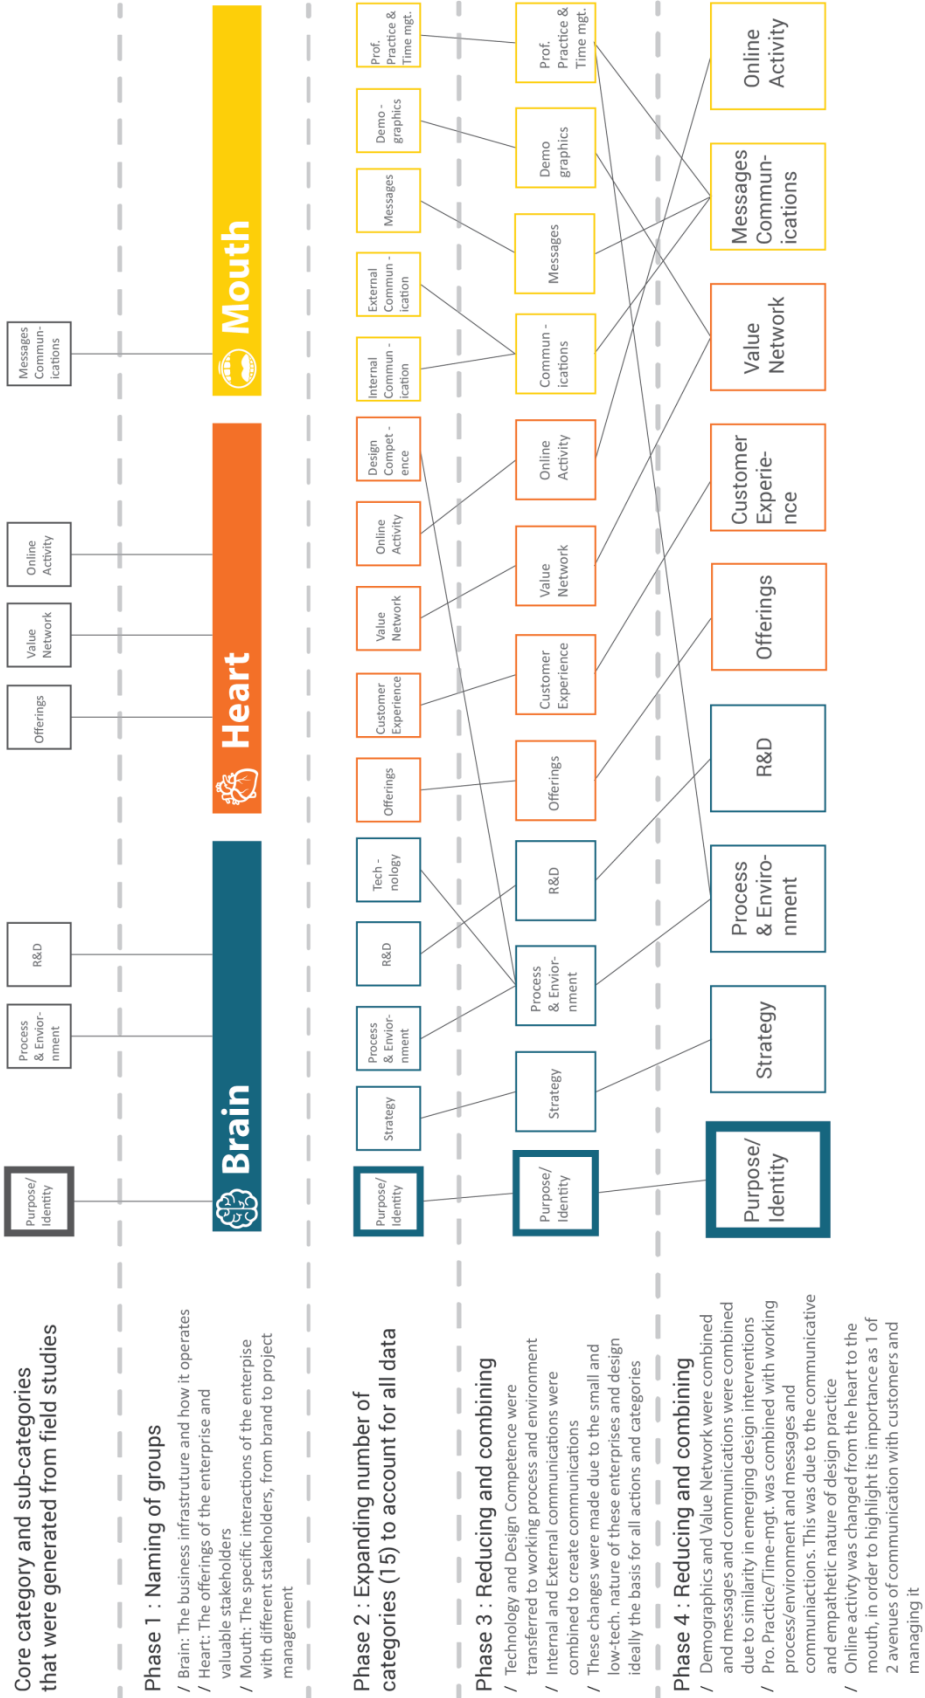 Core category and sub-categories
that were generated from field studies
Purpose/
Identity
Process
& Envior-
nment
R&D
Offerings
Value
Network
Online
Activity
Messages
Commun-
ications
Phase 1 : Naming of groups
/ Brain: The business infrastruture and how it operates
/ Heart: The offerings of the enterprise and
valuable stakeholders
/ Mouth: The specific interactions of the enterpise
with different stakeholders, from brand to project
management
Brain
Heart
Mouth
Phase 2 : Expanding number of
categories (15) to account for all data
Purpose/
Identity
Strategy
Process
& Envior-
nment
R&D
Tech -
nology
Offerings
Customer
Experience
Value
Network
Online
Activity
Design
Compet -
ence
Internal
Commun -
ication
External
Commun -
ication
Messages
Demo -
graphics
Prof.
Practice &
Time mgt.
Phase 3 : Reducing and combining
/ Technology and Design Competence were
transferred to working process and environment
/ Internal and External communications were
combined to create communications
/ These changes were made due to the small and
low-tech. nature of these enterprises and design
ideally the basis for all actions and categories
Purpose/
Identity
Strategy
Process
& Envior-
nment
R&D
Offerings
Customer
Experience
Value
Network
Online
Activity
Commun -
ications
Messages
Demo
graphics
Prof.
Practice &
Time mgt.
Phase 4 : Reducing and combining
/ Demographics and Value Network were combined
and messages and communications were combined
due to similarity in emerging design interventions
/ Pro. Practice/Time-mgt. was combined with working
process/environment and messages and
communiactions. This was due to the communicative
and empathetic nature of design practice
/ Online activty was changed from the heart to the
mouth, in order to highlight its importance as 1 of
2 avenues of communication with customers and
managing it
Purpose/
Identity
Strategy
Process
& Enviro-
nment
R&D
Offerings
Customer
Experie-
nce
Value
Network
Messages
Commun-
ications
Online
Activity